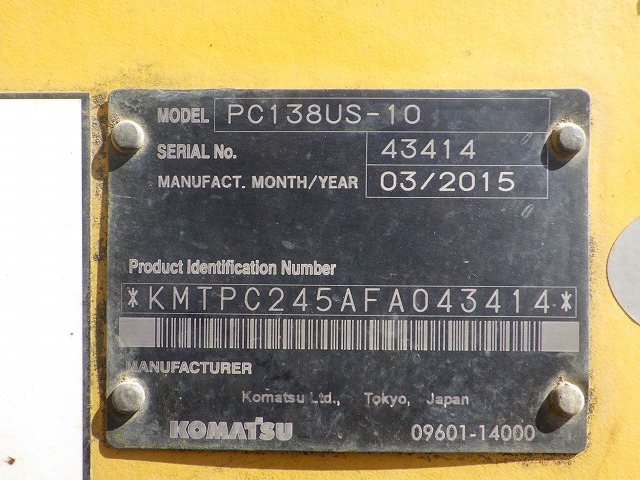 MODEL PC138US-10
SERIAL No. 43414
MANUFACT. MONTH/YEAR 03/2015
Product Identification Number
*KMTPC245AFA043414*
MANUFACTURER
Komatsu Ltd., Tokyo, Japan
KOMATSU 09601-14000